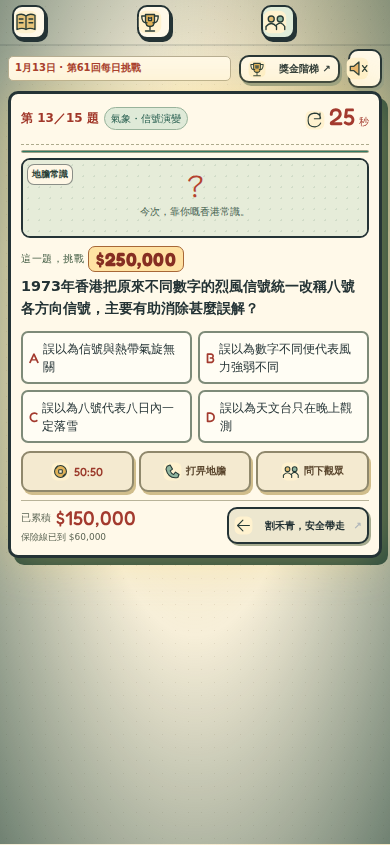 1月13日・第61回每日挑戰
獎金階梯 ↗
第 13／15 題
氣象・信號演變
25 秒
地膽常識
?
今次，靠你嘅香港常識。
這一題，挑戰 $250,000
1973年香港把原來不同數字的烈風信號統一改稱八號
各方向信號，主要有助消除甚麼誤解？
A 誤以為信號與熱帶氣旋無
關
B 誤以為數字不同便代表風
力強弱不同
C 誤以為八號代表八日內一
定落雪
D 誤以為天文台只在晚上觀
測
50:50
打畀地膽
問下觀眾
已累積 $150,000
保險線已到 $60,000
割禾青，安全帶走 ↗